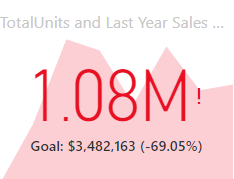 TotalUnits and Last Year Sales ...
1.08M!
Goal: $3,482,163 (-69.05%)